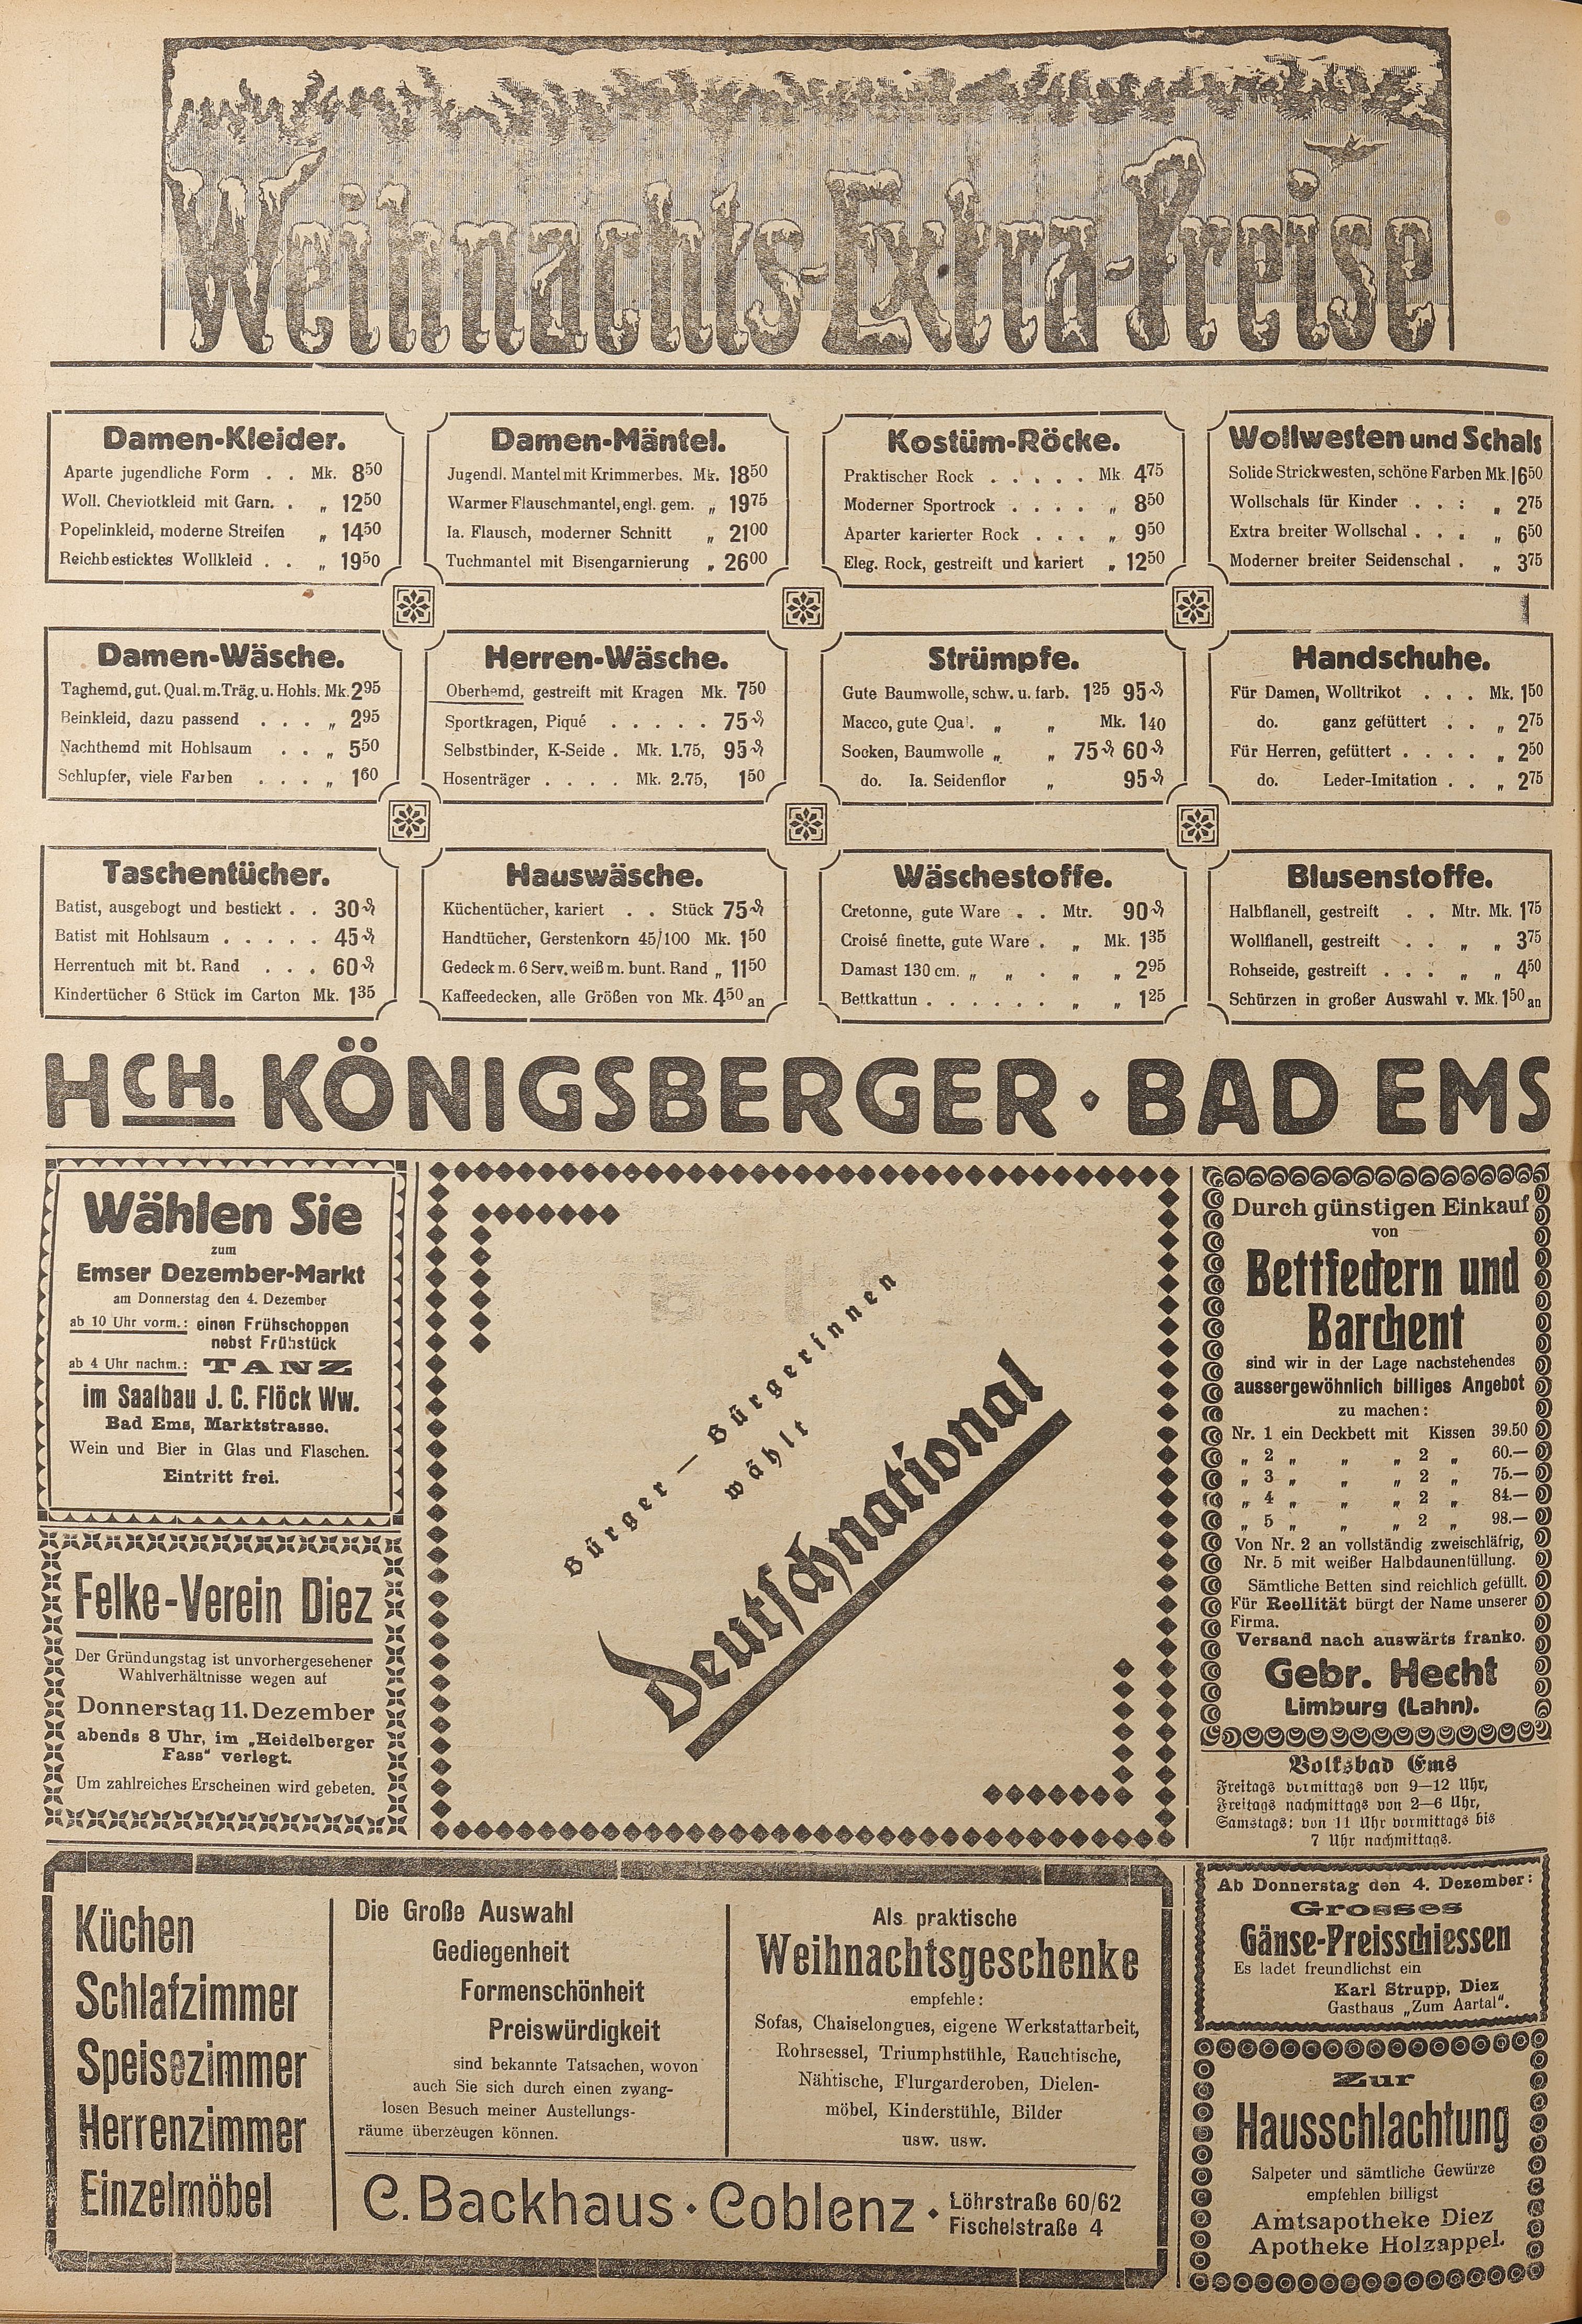 Weihnachts-Extra-Preise
Damen-Kleider.
Aparte jugendliche Form . . Mk. 8⁵⁰
Woll. Cheviotkleid mit Garn. . „ 12⁵⁰
Popelinkleid, moderne Streifen „ 14⁵⁰
Reichbesticktes Wollkleid . . „ 19⁵⁰
Damen-Mäntel.
Jugendl. Mantel mit Krimmerbes. Mk. 18⁵⁰
Warmer Flauschmantel, engl. gem. „ 19⁷⁵
Ia. Flausch, moderner Schnitt „ 21⁰⁰
Tuchmantel mit Bisengarnierung „ 26⁰⁰
Kostüm-Röcke.
Praktischer Rock . . . . . Mk. 4⁷⁵
Moderner Sportrock . . . . „ 8⁵⁰
Aparter karierter Rock . . . „ 9⁵⁰
Eleg. Rock, gestreift und kariert „ 12⁵⁰
Wollwesten und Schals
Solide Strickwesten, schöne Farben Mk. 16⁵⁰
Wollschals für Kinder . . : „ 2⁷⁵
Extra breiter Wollschal . . . „ 6⁵⁰
Moderner breiter Seidenschal . „ 3⁷⁵
Damen-Wäsche.
Taghemd, gut. Qual. m. Träg. u. Hohls. Mk. 2⁹⁵
Beinkleid, dazu passend . . . „ 2⁹⁵
Nachthemd mit Hohlsaum . . „ 5⁵⁰
Schlupfer, viele Farben . . . . „ 1⁶⁰
Herren-Wäsche.
Oberhemd, gestreift mit Kragen Mk. 7⁵⁰
Sportkragen, Piqué . . . . . 75 ₰
Selbstbinder, K-Seide . Mk. 1.75, 95 ₰
Hosenträger . . . . Mk. 2.75, 1⁵⁰
Strümpfe.
Gute Baumwolle, schw. u. farb. 1²⁵ 95 ₰
Macco, gute Qual. „ „ Mk. 1⁴⁰
Socken, Baumwolle „ „ 75 ₰ 60 ₰
do. Ia. Seidenflor „ 95 ₰
Handschuhe.
Für Damen, Wolltrikot . . . Mk. 1⁵⁰
do. ganz gefüttert . . „ 2⁷⁵
Für Herren, gefüttert . . . . „ 2⁵⁰
do. Leder-Imitation . . „ 2⁷⁵
Taschentücher.
Batist, ausgebogt und bestickt . . 30 ₰
Batist mit Hohlsaum . . . . . 45 ₰
Herrentuch mit bt. Rand . . . 60 ₰
Kindertücher 6 Stück im Carton Mk. 1³⁵
Hauswäsche.
Küchentücher, kariert . . Stück 75 ₰
Handtücher, Gerstenkorn 45/100 Mk. 1⁵⁰
Gedeck m. 6 Serv. weiß m. bunt. Rand „ 11⁵⁰
Kaffeedecken, alle Größen von Mk. 4⁵⁰ an
Wäschestoffe.
Cretonne, gute Ware . . Mtr. 90 ₰
Croisé finette, gute Ware . „ Mk. 1³⁵
Damast 130 cm. „ „ . „ „ 2⁹⁵
Bettkattun . . . . . . „ „ 1²⁵
Blusenstoffe.
Halbflanell, gestreift . . Mtr. Mk. 1⁷⁵
Wollflanell, gestreift . . „ „ 3⁷⁵
Rohseide, gestreift . . . „ „ 4⁵⁰
Schürzen in großer Auswahl v. Mk. 1⁵⁰ an
HCH. KÖNIGSBERGER · BAD EMS
Wählen Sie
zum
Emser Dezember-Markt
am Donnerstag den 4. Dezember
ab 10 Uhr vorm.: einen Frühschoppen
nebst Frühstück
ab 4 Uhr nachm.: TANZ
im Saalbau J. C. Flöck Ww.
Bad Ems, Marktstrasse.
Wein und Bier in Glas und Flaschen.
Eintritt frei.
Felke-Verein Diez
Der Gründungstag ist unvorhergesehener
Wahlverhältnisse wegen auf
Donnerstag 11. Dezember
abends 8 Uhr, im „Heidelberger
Fass“ verlegt.
Um zahlreiches Erscheinen wird gebeten.
Bürger — Bürgerinnen
wählt
Deutschnational
Durch günstigen Einkauf
von
Bettfedern und
Barchent
sind wir in der Lage nachstehendes
aussergewöhnlich billiges Angebot
zu machen:
Nr. 1 ein Deckbett mit Kissen 39.50
„ 2 „ „ „ 2 „ 60.—
„ 3 „ „ „ 2 „ 75.—
„ 4 „ „ „ 2 „ 84.—
„ 5 „ „ „ 2 „ 98.—
Von Nr. 2 an vollständig zweischläfrig,
Nr. 5 mit weißer Halbdaunenfüllung.
Sämtliche Betten sind reichlich gefüllt.
Für Reellität bürgt der Name unserer
Firma.
Versand nach auswärts franko.
Gebr. Hecht
Limburg (Lahn).
Volksbad Ems
Freitags vormittags von 9—12 Uhr,
Freitags nachmittags von 2—6 Uhr,
Samstags: von 11 Uhr vormittags bis
7 Uhr nachmittags.
Küchen
Schlafzimmer
Speisezimmer
Herrenzimmer
Einzelmöbel
Die Große Auswahl
Gediegenheit
Formenschönheit
Preiswürdigkeit
sind bekannte Tatsachen, wovon
auch Sie sich durch einen zwang-
losen Besuch meiner Austellungs-
räume überzeugen können.
Als praktische
Weihnachtsgeschenke
empfehle:
Sofas, Chaiselongues, eigene Werkstattarbeit,
Rohrsessel, Triumphstühle, Rauchtische,
Nähtische, Flurgarderoben, Dielen-
möbel, Kinderstühle, Bilder
usw. usw.
C. Backhaus · Coblenz · Löhrstraße 60/62
Fischelstraße 4
Ab Donnerstag den 4. Dezember:
Grosses
Gänse-Preisschiessen
Es ladet freundlichst ein
Karl Strupp, Diez
Gasthaus „Zum Aartal“.
Zur
Hausschlachtung
Salpeter und sämtliche Gewürze
empfehlen billigst
Amtsapotheke Diez
Apotheke Holzappel.